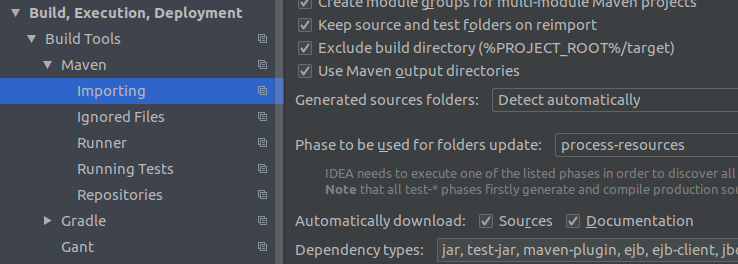 Build, Execution, Deployment
Build Tools
Maven
Importing
Ignored Files
Runner
Running Tests
Repositories
Gradle
Gant
Create module groups for multi-module Maven projects
Keep source and test folders on reimport
Exclude build directory (%PROJECT_ROOT%/target)
Use Maven output directories
Generated sources folders: Detect automatically
Phase to be used for folders update: process-resources
IDEA needs to execute one of the listed phases in order to discover all
Note that all test-* phases firstly generate and compile production
Automatically download: Sources Documentation
Dependency types: jar, test-jar, maven-plugin, ejb, ejb-client,